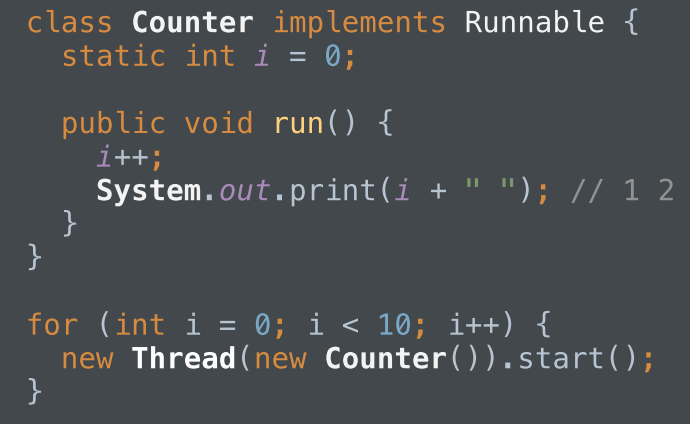 class Counter implements Runnable {
  static int i = 0;

  public void run() {
    i++;
    System.out.print(i + " "); // 1 2
  }
}

for (int i = 0; i < 10; i++) {
  new Thread(new Counter()).start();
}